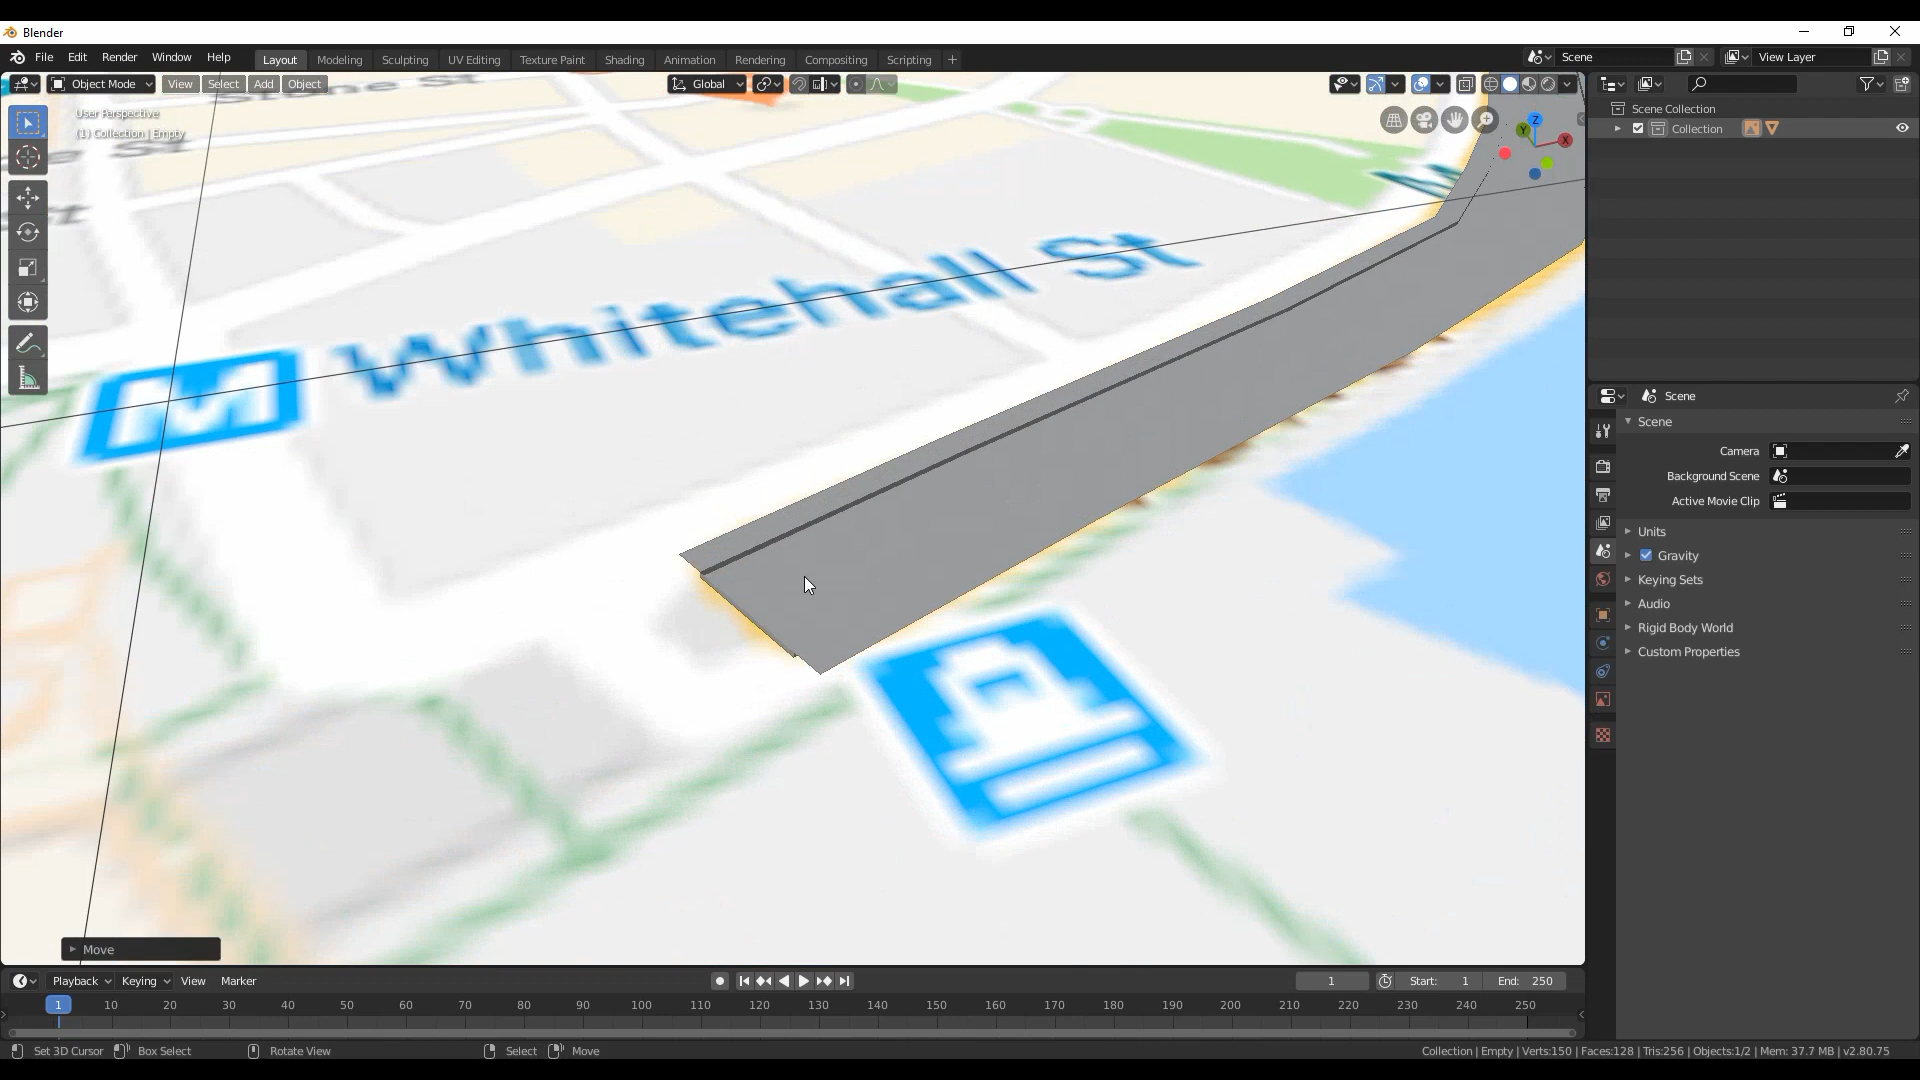 Blender
File Edit Render Window Help
Layout Modeling Sculpting UV Editing Texture Paint Shading Animation Rendering Compositing Scripting +
Scene
View Layer
Object Mode View Select Add Object
Global
User Perspective
(1) Collection | Empty
Z
Y
X
Scene Collection
Collection
St
M Whitehall St
Scene
Scene
Camera
Background Scene
Active Movie Clip
Units
Gravity
Keying Sets
Audio
Rigid Body World
Custom Properties
Move
Playback Keying View Marker
1
Start: 1
End: 250
1 10 20 30 40 50 60 70 80 90 100 110 120 130 140 150 160 170 180 190 200 210 220 230 240 250
Set 3D Cursor Box Select Rotate View Select Move
Collection | Empty | Verts:150 | Faces:128 | Tris:256 | Objects:1/2 | Mem: 37.7 MB | v2.80.75